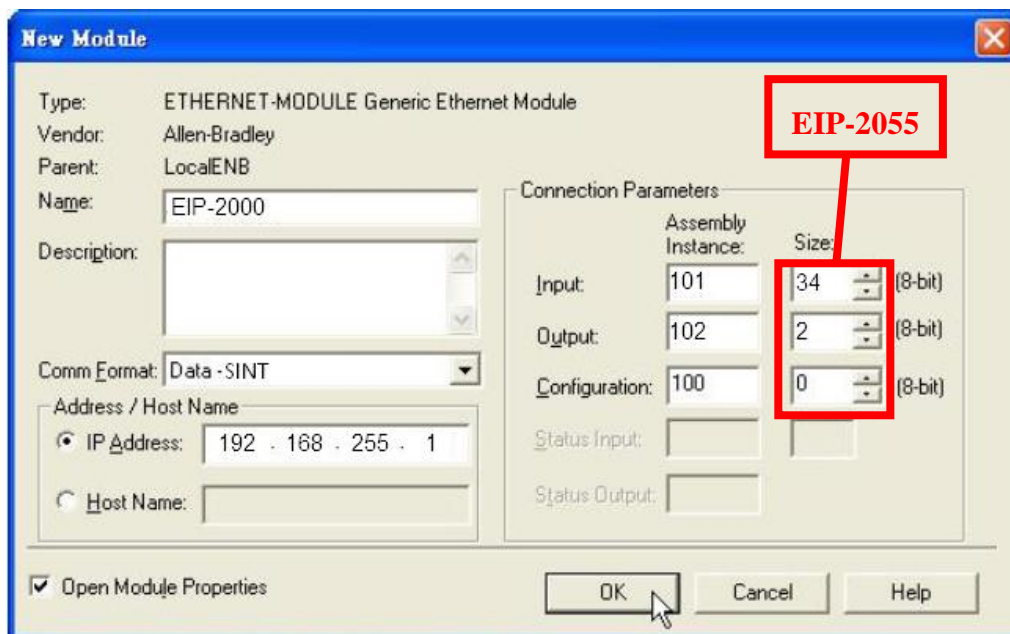 New Module
Type: ETHERNET-MODULE Generic Ethernet Module
Vendor: Allen-Bradley
Parent: LocalENB
Name: EIP-2000
Description:
Comm Format: Data -SINT
Address / Host Name
IP Address: 192 . 168 . 255 . 1
Host Name:
EIP-2055
Connection Parameters
Assembly
Instance: Size:
Input: 101 34 (8-bit)
Output: 102 2 (8-bit)
Configuration: 100 0 (8-bit)
Status Input:
Status Output:
Open Module Properties
OK Cancel Help